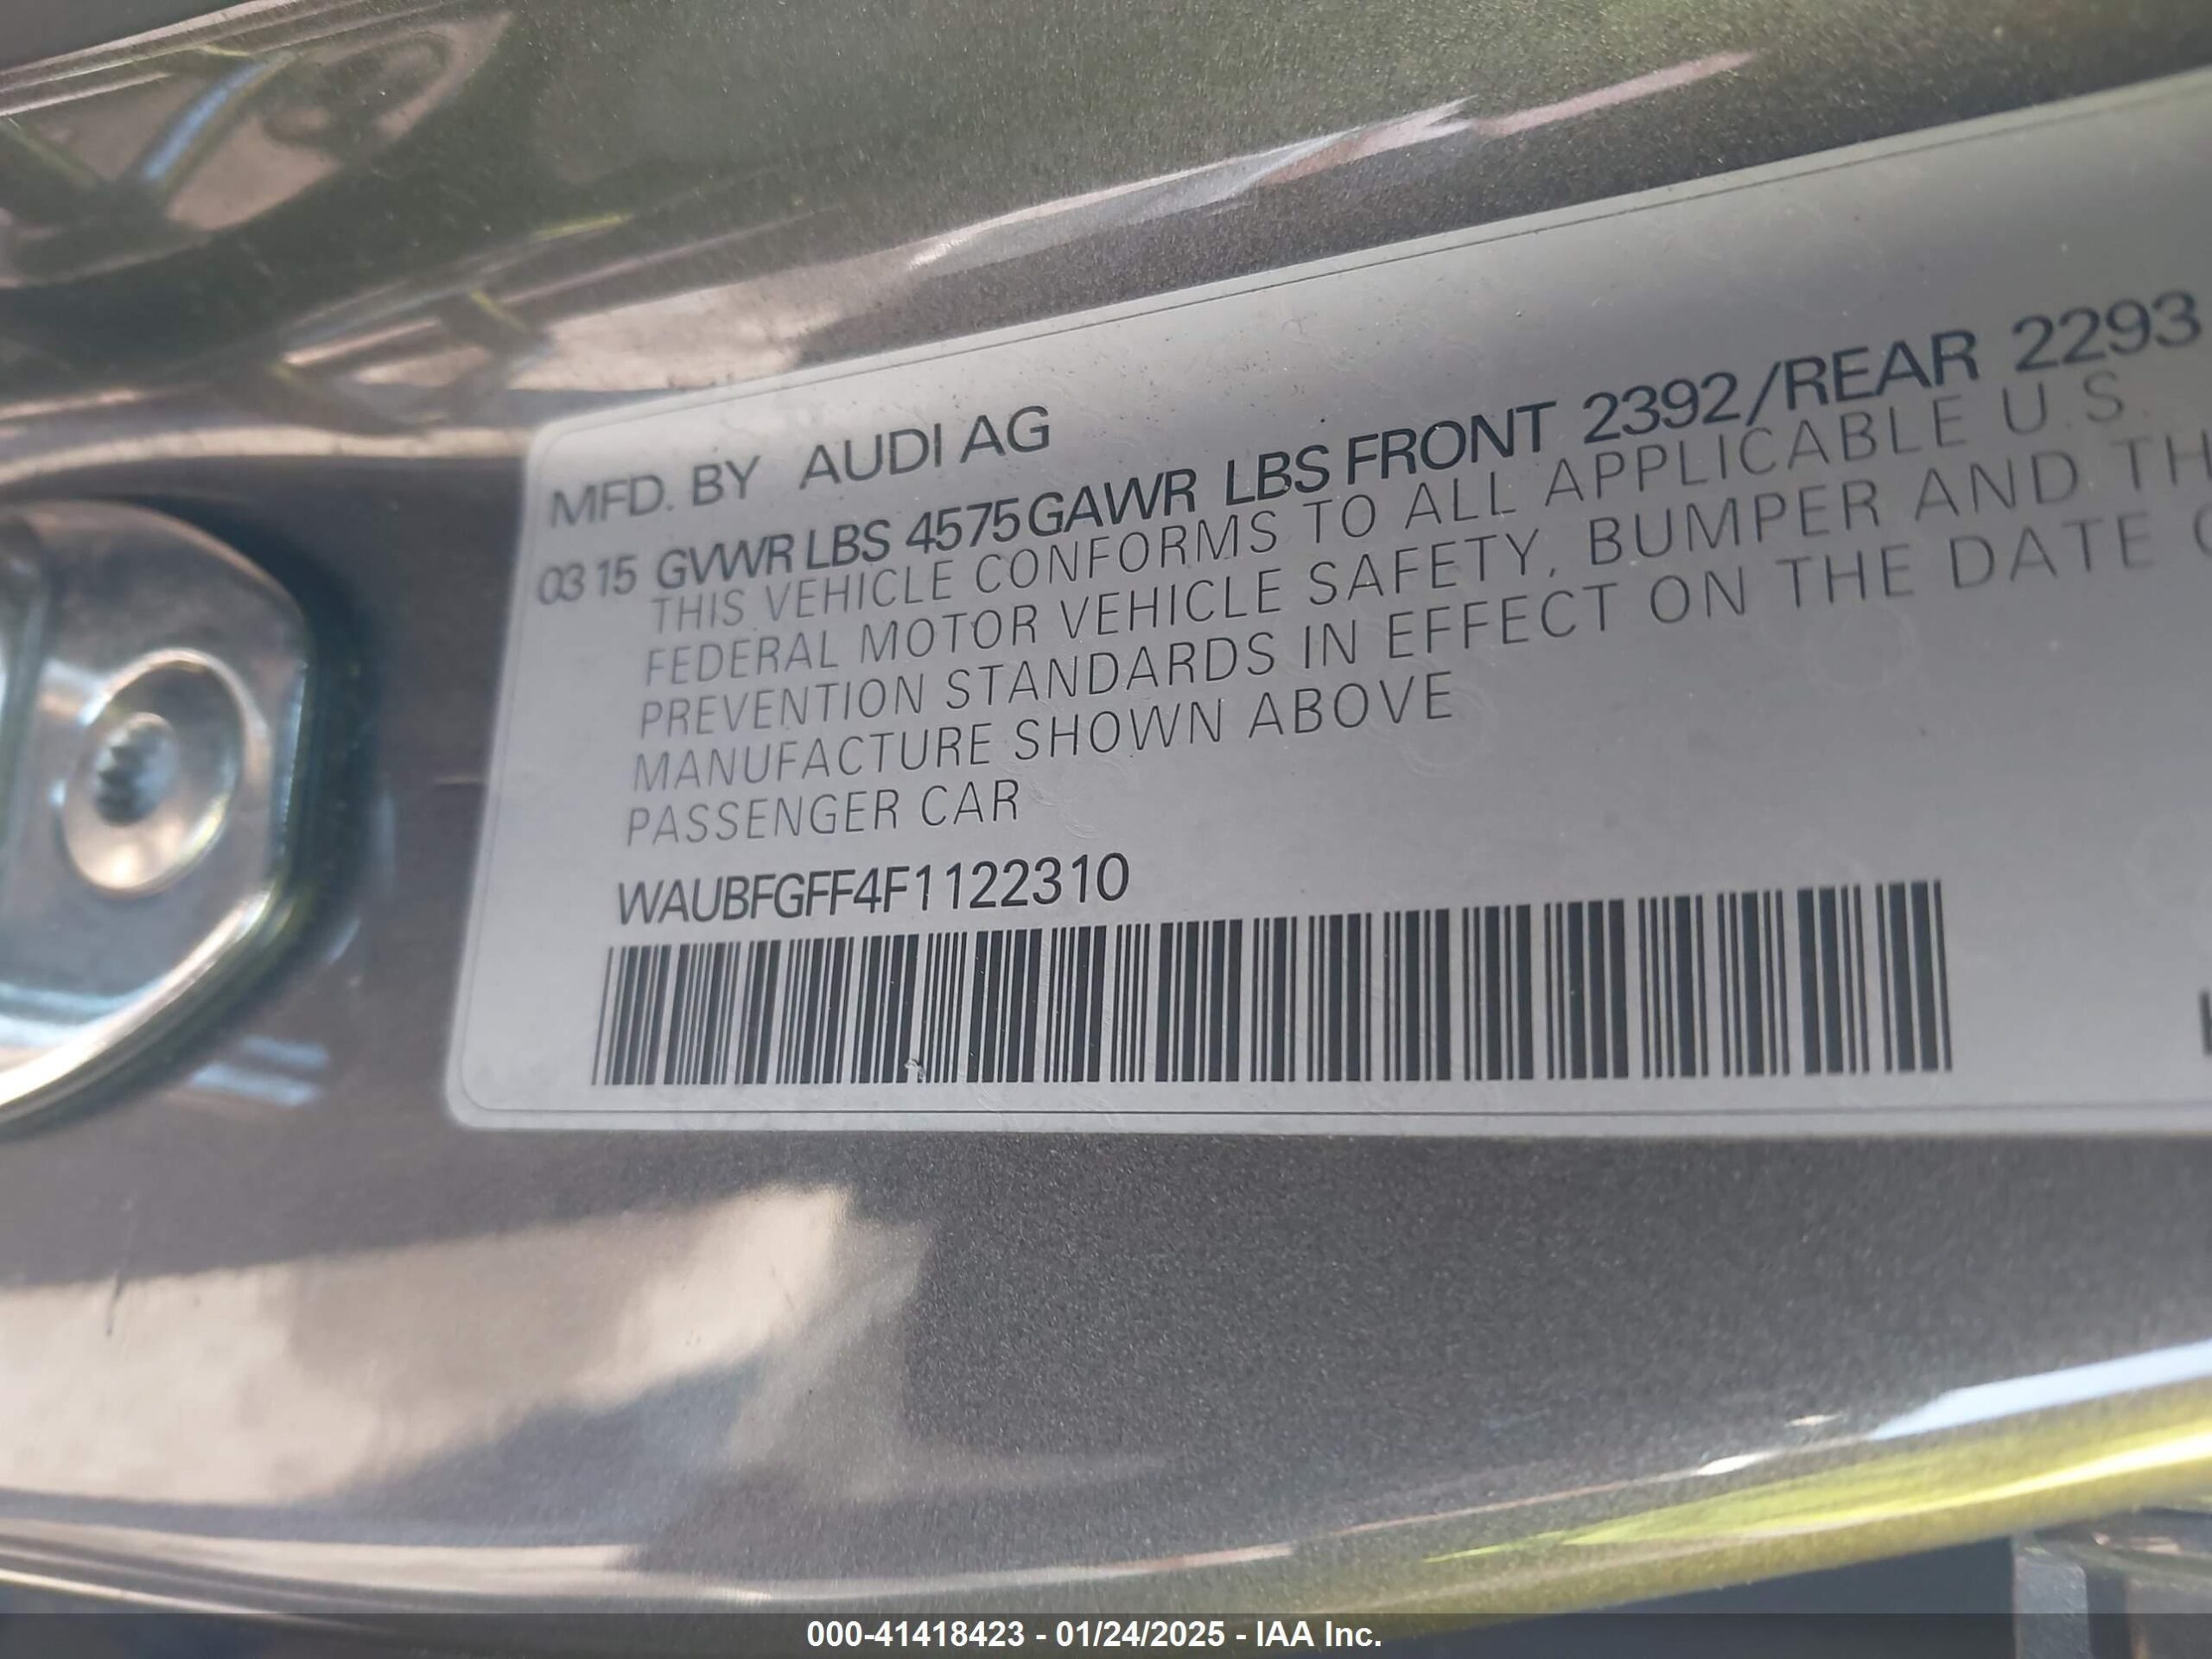 MFD. BY AUDI AG
03 15 GVWR LBS 4575 GAWR LBS FRONT 2392/REAR 2293
THIS VEHICLE CONFORMS TO ALL APPLICABLE U.S.
FEDERAL MOTOR VEHICLE SAFETY, BUMPER AND TH
PREVENTION STANDARDS IN EFFECT ON THE DATE
MANUFACTURE SHOWN ABOVE
PASSENGER CAR
WAUBFGFF4F1122310
000-41418423 - 01/24/2025 - IAA Inc.